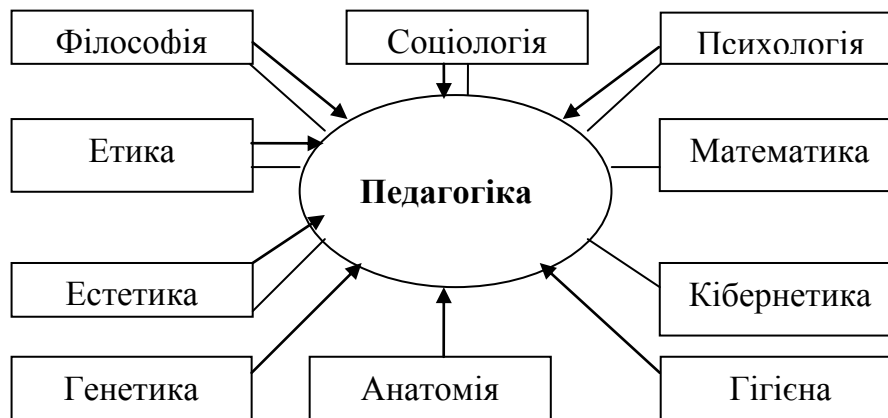 Філософія
Соціологія
Психологія
Етика
Математика
Педагогіка
Естетика
Кібернетика
Генетика
Анатомія
Гігієна